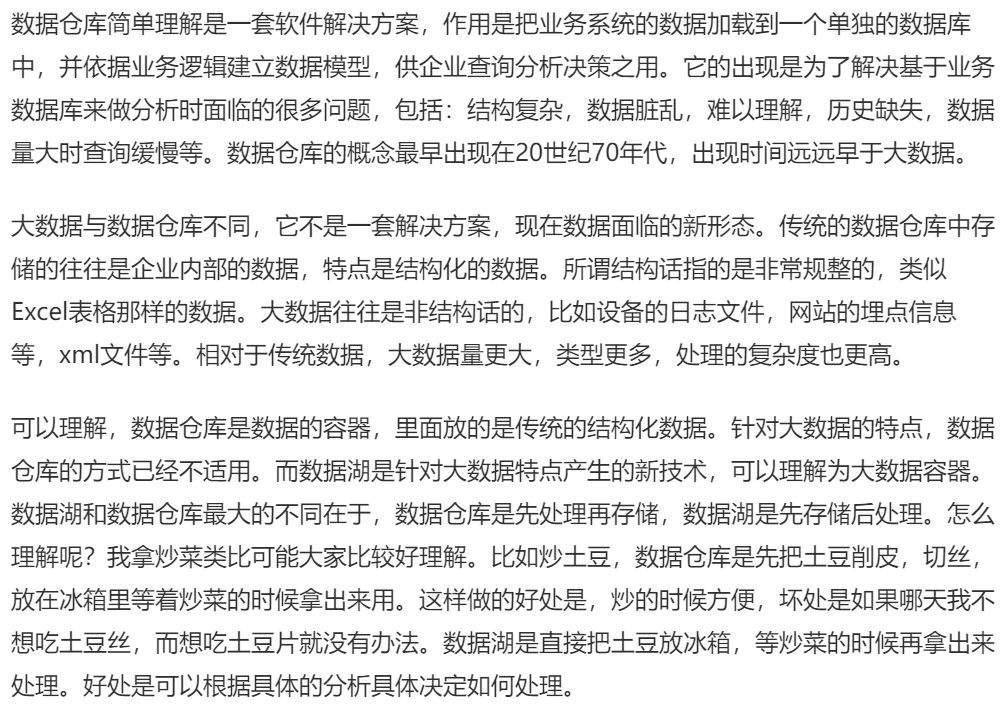 数据仓库简单理解是一套软件解决方案，作用是把业务系统的数据加载到一个单独的数据库
中，并依据业务逻辑建立数据模型，供企业查询分析决策之用。它的出现是为了解决基于业务
数据库来做分析时面临的很多问题，包括：结构复杂，数据脏乱，难以理解，历史缺失，数据
量大时查询缓慢等。数据仓库的概念最早出现在20世纪70年代，出现时间远远早于大数据。
大数据与数据仓库不同，它不是一套解决方案，现在数据面临的新形态。传统的数据仓库中存
储的往往是企业内部的数据，特点是结构化的数据。所谓结构话指的是非常规整的，类似
Excel表格那样的数据。大数据往往是非结构话的，比如设备的日志文件，网站的埋点信息
等，xml文件等。相对于传统数据，大数据量更大，类型更多，处理的复杂度也更高。
可以理解，数据仓库是数据的容器，里面放的是传统的结构化数据。针对大数据的特点，数据
仓库的方式已经不适用。而数据湖是针对大数据特点产生的新技术，可以理解为大数据容器。
数据湖和数据仓库最大的不同在于，数据仓库是先处理再存储，数据湖是先存储后处理。怎么
理解呢？我拿炒菜类比可能大家比较好理解。比如炒土豆，数据仓库是先把土豆削皮，切丝，
放在冰箱里等着炒菜的时候拿出来用。这样做的好处是，炒的时候方便，坏处是如果哪天我不
想吃土豆丝，而想吃土豆片就没有办法。数据湖是直接把土豆放冰箱，等炒菜的时候再拿出来
处理。好处是可以根据具体的分析具体决定如何处理。